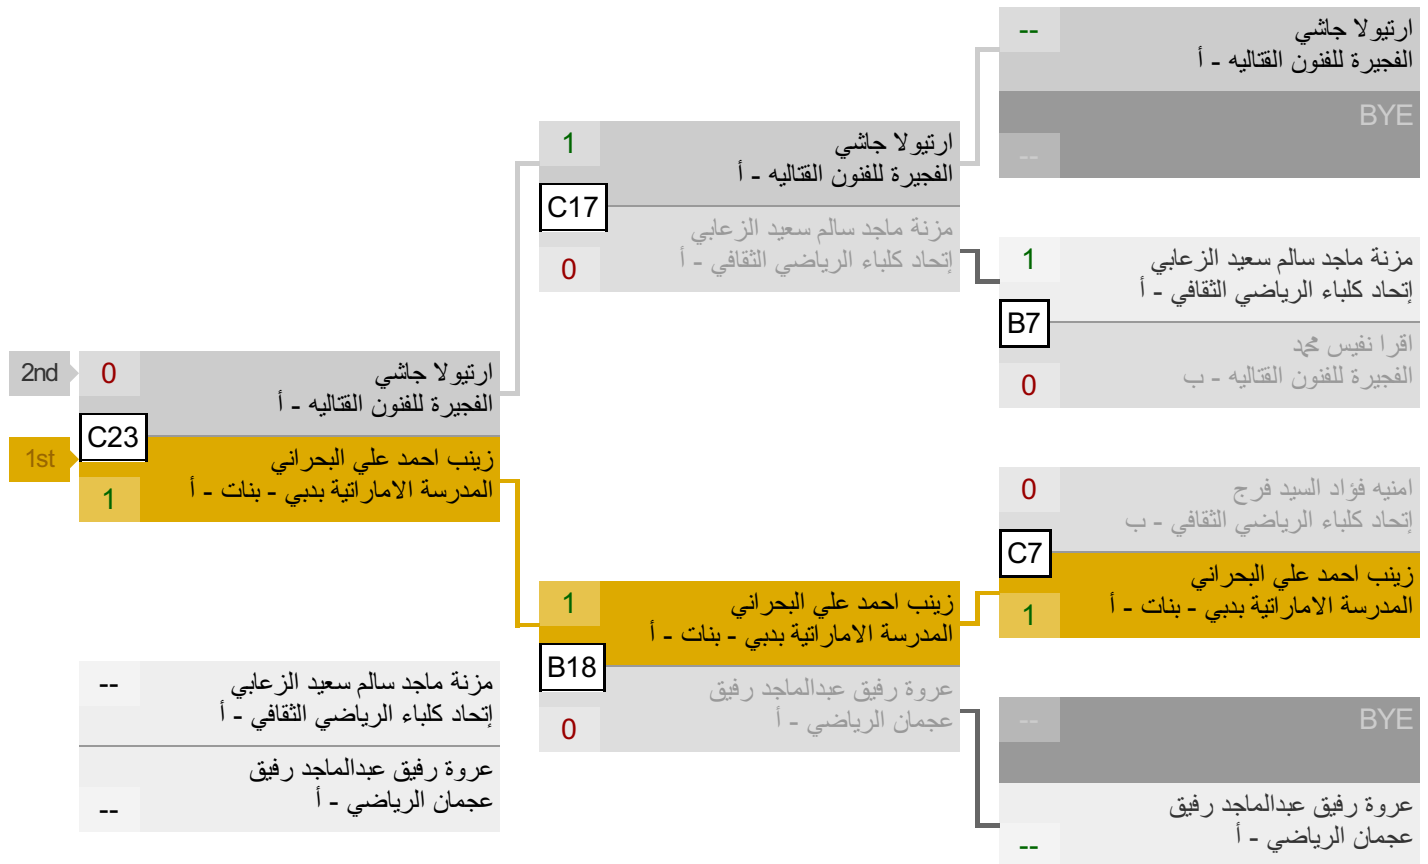 --
ارتيولا جاشي
الفجيرة للفنون القتاليه - أ
BYE
--
1
ارتيولا جاشي
الفجيرة للفنون القتاليه - أ
C17
مزنة ماجد سالم سعيد الزعابي
إتحاد كلباء الرياضي الثقافي - أ
0
1
مزنة ماجد سالم سعيد الزعابي
إتحاد كلباء الرياضي الثقافي - أ
B7
اقرا نفيس محمد
الفجيرة للفنون القتاليه - ب
0
2nd
0
ارتيولا جاشي
الفجيرة للفنون القتاليه - أ
C23
1st
زينب احمد علي البحراني
المدرسة الاماراتية بدبي - بنات - أ
1
0
امنيه فؤاد السيد فرج
إتحاد كلباء الرياضي الثقافي - ب
C7
زينب احمد علي البحراني
المدرسة الاماراتية بدبي - بنات - أ
1
1
زينب احمد علي البحراني
المدرسة الاماراتية بدبي - بنات - أ
B18
عروة رفيق عبدالماجد رفيق
عجمان الرياضي - أ
0
--
مزنة ماجد سالم سعيد الزعابي
إتحاد كلباء الرياضي الثقافي - أ
عروة رفيق عبدالماجد رفيق
عجمان الرياضي - أ
--
--
BYE
عروة رفيق عبدالماجد رفيق
عجمان الرياضي - أ
--